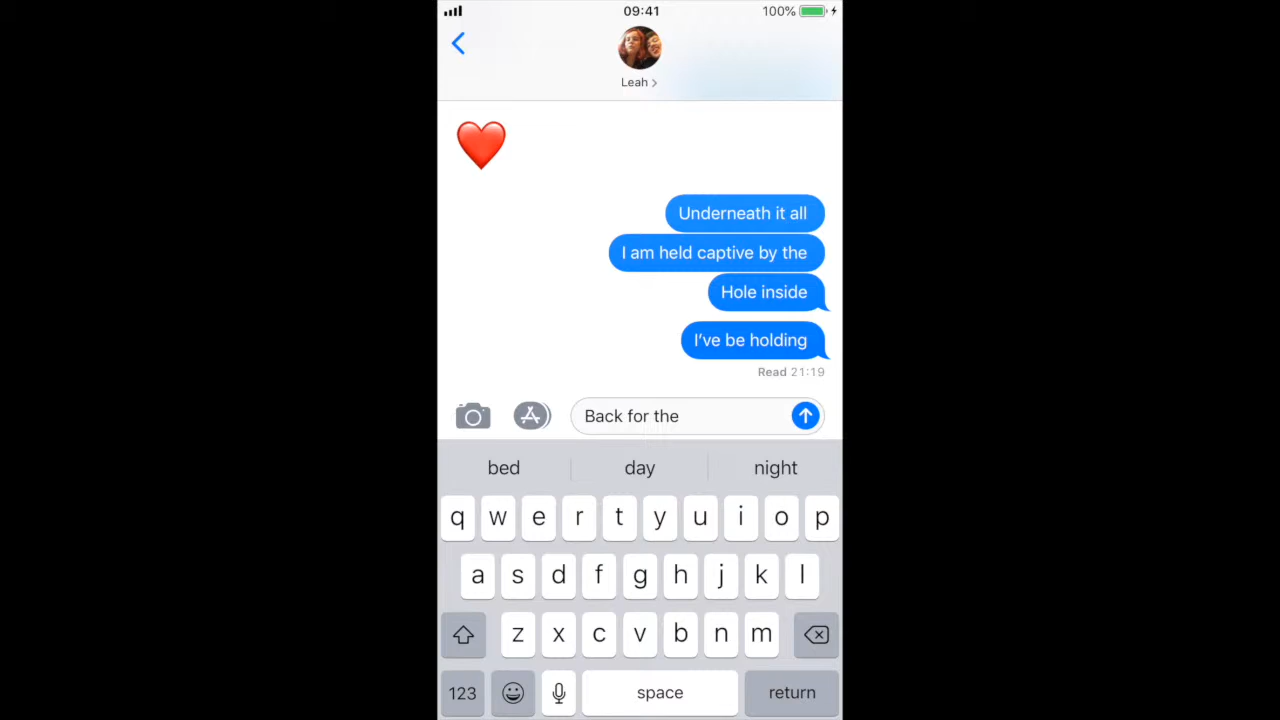 09:41
100%
Leah >
Underneath it all
I am held captive by the
Hole inside
I've be holding
Read 21:19
Back for the
bed day night
q w e r t y u i o p
a s d f g h j k l
z x c v b n m
123 space return